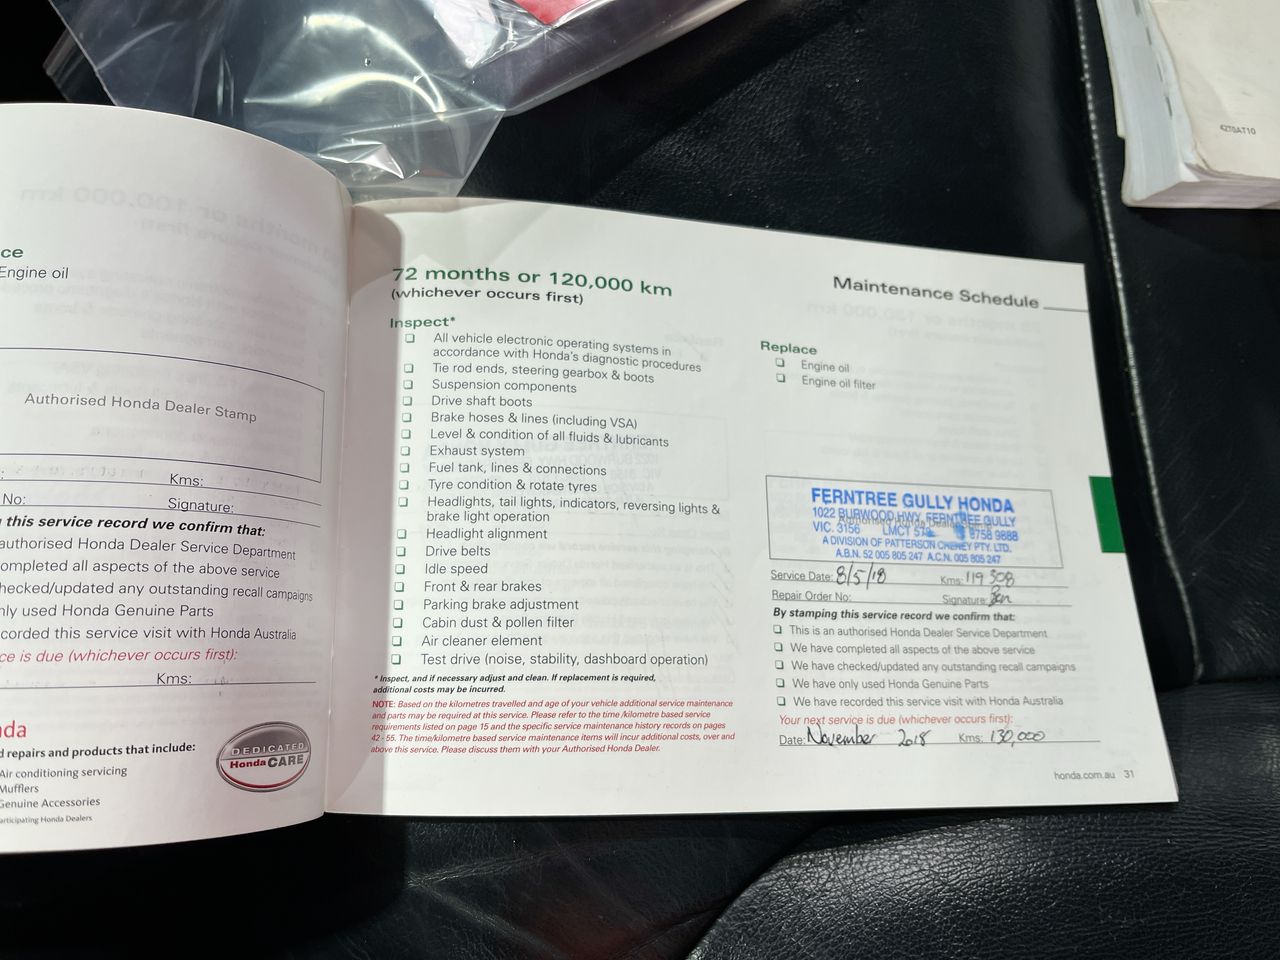 ce
Engine oil
Authorised Honda Dealer Stamp
Kms:
No:
Signature:
this service record we confirm that:
authorised Honda Dealer Service Department
ompleted all aspects of the above service
hecked/updated any outstanding recall campaigns
nly used Honda Genuine Parts
corded this service visit with Honda Australia
ce is due (whichever occurs first):
Kms:
nda
d repairs and products that include:
Air conditioning servicing
Mufflers
Genuine Accessories
articipating Honda Dealers
DEDICATED
HondaCARE
72 months or 120,000 km
(whichever occurs first)
Inspect*
All vehicle electronic operating systems in
accordance with Honda's diagnostic procedures
Tie rod ends, steering gearbox & boots
Suspension components
Drive shaft boots
Brake hoses & lines (including VSA)
Level & condition of all fluids & lubricants
Exhaust system
Fuel tank, lines & connections
Tyre condition & rotate tyres
Headlights, tail lights, indicators, reversing lights &
brake light operation
Headlight alignment
Drive belts
Idle speed
Front & rear brakes
Parking brake adjustment
Cabin dust & pollen filter
Air cleaner element
Test drive (noise, stability, dashboard operation)
* Inspect, and if necessary adjust and clean. If replacement is required,
additional costs may be incurred.
NOTE: Based on the kilometres travelled and age of your vehicle additional service maintenance
and parts may be required at this service. Please refer to the time/kilometre based service
requirements listed on page 15 and the specific service maintenance history records on pages
42 - 55. The time/kilometre based service maintenance items will incur additional costs, over and
above this service. Please discuss them with your Authorised Honda Dealer.
Maintenance Schedule
Replace
Engine oil
Engine oil filter
FERNTREE GULLY HONDA
1022 BURWOOD HWY, FERNTREE GULLY
VIC. 3156 LMCT 8758 9888
A DIVISION OF PATTERSON CHENEY PTY. LTD.
A.B.N. 52 005 805 247 A.C.N. 005 805 247
Service Date: 8/5/18 Kms: 119 308
Repair Order No: Signature: Ben
By stamping this service record we confirm that:
This is an authorised Honda Dealer Service Department
We have completed all aspects of the above service
We have checked/updated any outstanding recall campaigns
We have only used Honda Genuine Parts
We have recorded this service visit with Honda Australia
Your next service is due (whichever occurs first):
Date: November 2018 Kms: 130,000
honda.com.au 31
42T0AT10